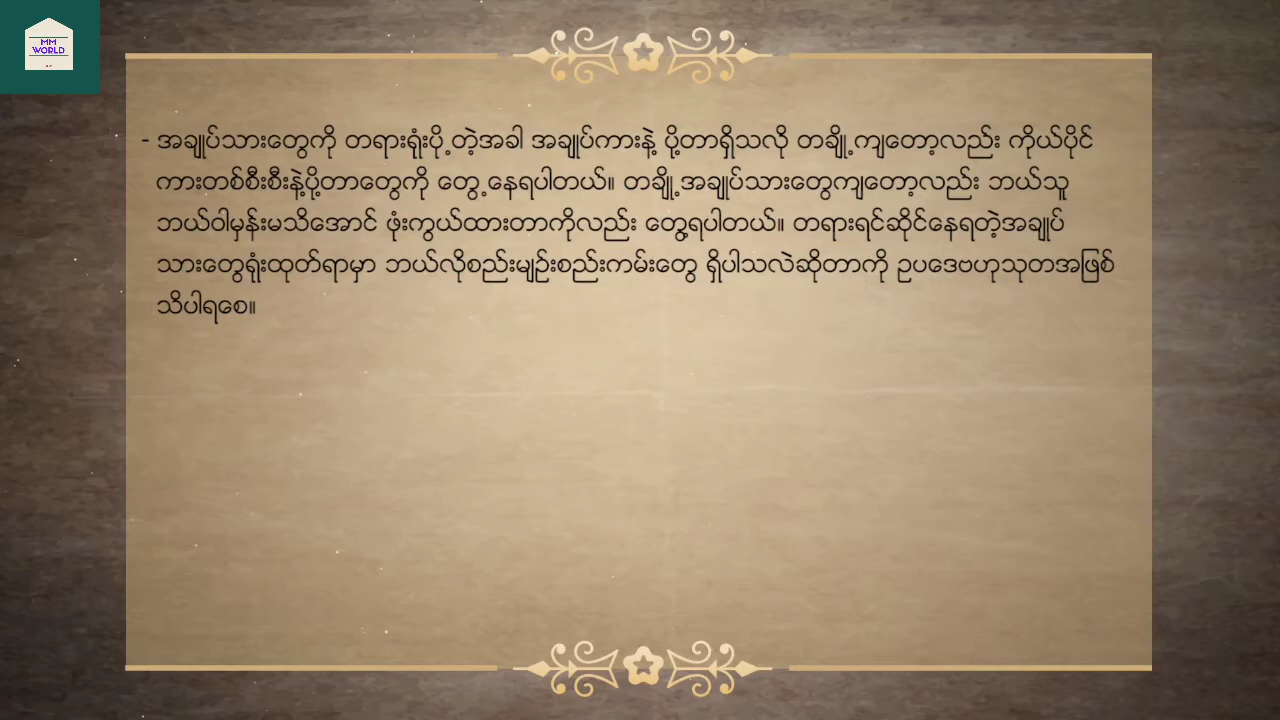 MM
WORLD
- အချုပ်သားတွေကို တရားရုံးပို့တဲ့အခါ အချုပ်ကားနဲ့ ပို့တာရှိသလို တချို့ကျတော့လည်း ကိုယ်ပိုင်
ကားတစ်စီးစီးနဲ့ပို့တာတွေကို တွေ့နေရပါတယ်။ တချို့အချုပ်သားတွေကျတော့လည်း ဘယ်သူ
ဘယ်ဝါမှန်းမသိအောင် ဖုံးကွယ်ထားတာကိုလည်း တွေ့ရပါတယ်။ တရားရင်ဆိုင်နေရတဲ့အချုပ်
သားတွေရုံးထုတ်ရာမှာ ဘယ်လိုစည်းမျဉ်းစည်းကမ်းတွေ ရှိပါသလဲဆိုတာကို ဥပဒေဗဟုသုတအဖြစ်
သိပါရစေ။